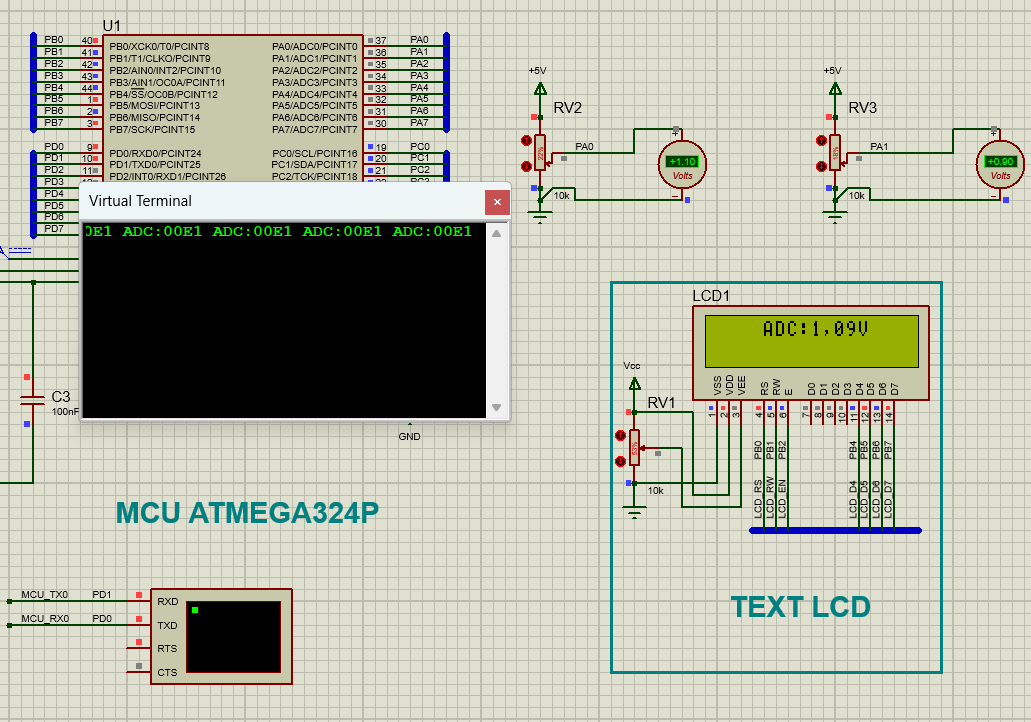 U1
PB0 40 PB0/XCK0/T0/PCINT8 PA0/ADC0/PCINT0 37 PA0
PB1 41 PB1/T1/CLKO/PCINT9 PA1/ADC1/PCINT1 36 PA1
PB2 42 PB2/AIN0/INT2/PCINT10 PA2/ADC2/PCINT2 35 PA2
PB3 43 PB3/AIN1/OC0A/PCINT11 PA3/ADC3/PCINT3 34 PA3
PB4 44 PB4/SS/OC0B/PCINT12 PA4/ADC4/PCINT4 33 PA4
PB5 1 PB5/MOSI/PCINT13 PA5/ADC5/PCINT5 32 PA5
PB6 2 PB6/MISO/PCINT14 PA6/ADC6/PCINT6 31 PA6
PB7 3 PB7/SCK/PCINT15 PA7/ADC7/PCINT7 30 PA7
PD0 9 PD0/RXD0/PCINT24 PC0/SCL/PCINT16 19 PC0
PD1 10 PD1/TXD0/PCINT25 PC1/SDA/PCINT17 20 PC1
PD2 11 PD2/INT0/RXD1/PCINT26 PC2/TCK/PCINT18 21 PC2
PD3
PD4
PD5
PD6
PD7
Virtual Terminal
0E1 ADC:00E1 ADC:00E1 ADC:00E1 ADC:00E1
+5V
RV2
22%
PA0
10k
+1.10
Volts
+5V
RV3
18%
PA1
10k
+0.90
Volts
C3
100nF
GND
MCU ATMEGA324P
MCU_TX0 PD1 RXD
MCU_RX0 PD0 TXD
RTS
CTS
LCD1
ADC:1,09V
VSS VDD VEE RS RW E D0 D1 D2 D3 D4 D5 D6 D7
1 2 3 4 5 6 7 8 9 10 11 12 13 14
PB0 PB1 PB2 PB4 PB5 PB6 PB7
LCD_RS LCD_RW LCD_EN LCD_D4 LCD_D5 LCD_D6 LCD_D7
Vcc
RV1
53%
10k
TEXT LCD